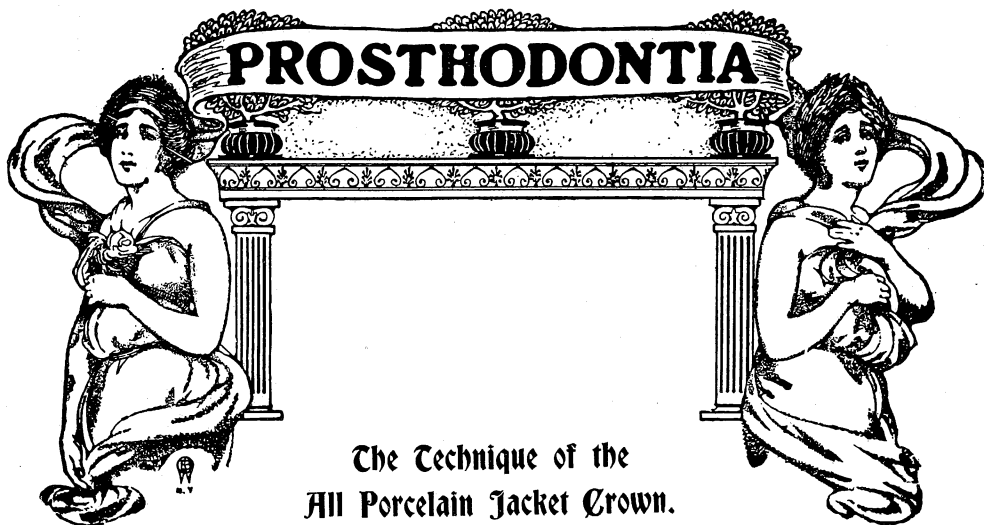 PROSTHODONTIA
The Technique of the
All Porcelain Jacket Crown.